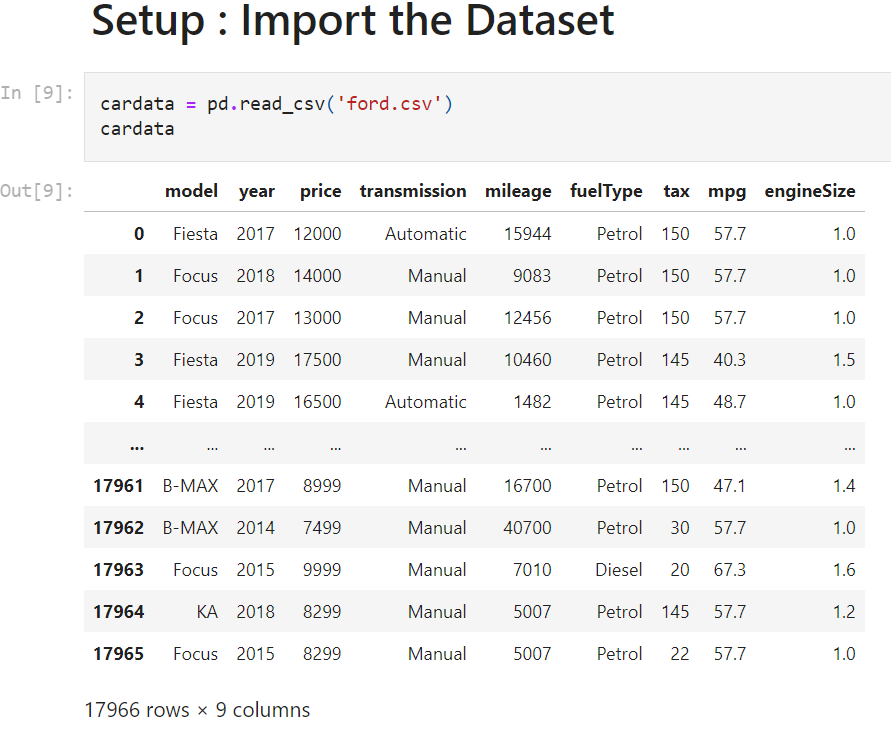 Setup : Import the Dataset
In [9]: cardata = pd.read_csv('ford.csv')
cardata
Out[9]: model year price transmission mileage fuelType tax mpg engineSize
0 Fiesta 2017 12000 Automatic 15944 Petrol 150 57.7 1.0
1 Focus 2018 14000 Manual 9083 Petrol 150 57.7 1.0
2 Focus 2017 13000 Manual 12456 Petrol 150 57.7 1.0
3 Fiesta 2019 17500 Manual 10460 Petrol 145 40.3 1.5
4 Fiesta 2019 16500 Automatic 1482 Petrol 145 48.7 1.0
... ... ... ... ... ... ... ... ... ...
17961 B-MAX 2017 8999 Manual 16700 Petrol 150 47.1 1.4
17962 B-MAX 2014 7499 Manual 40700 Petrol 30 57.7 1.0
17963 Focus 2015 9999 Manual 7010 Diesel 20 67.3 1.6
17964 KA 2018 8299 Manual 5007 Petrol 145 57.7 1.2
17965 Focus 2015 8299 Manual 5007 Petrol 22 57.7 1.0
17966 rows × 9 columns